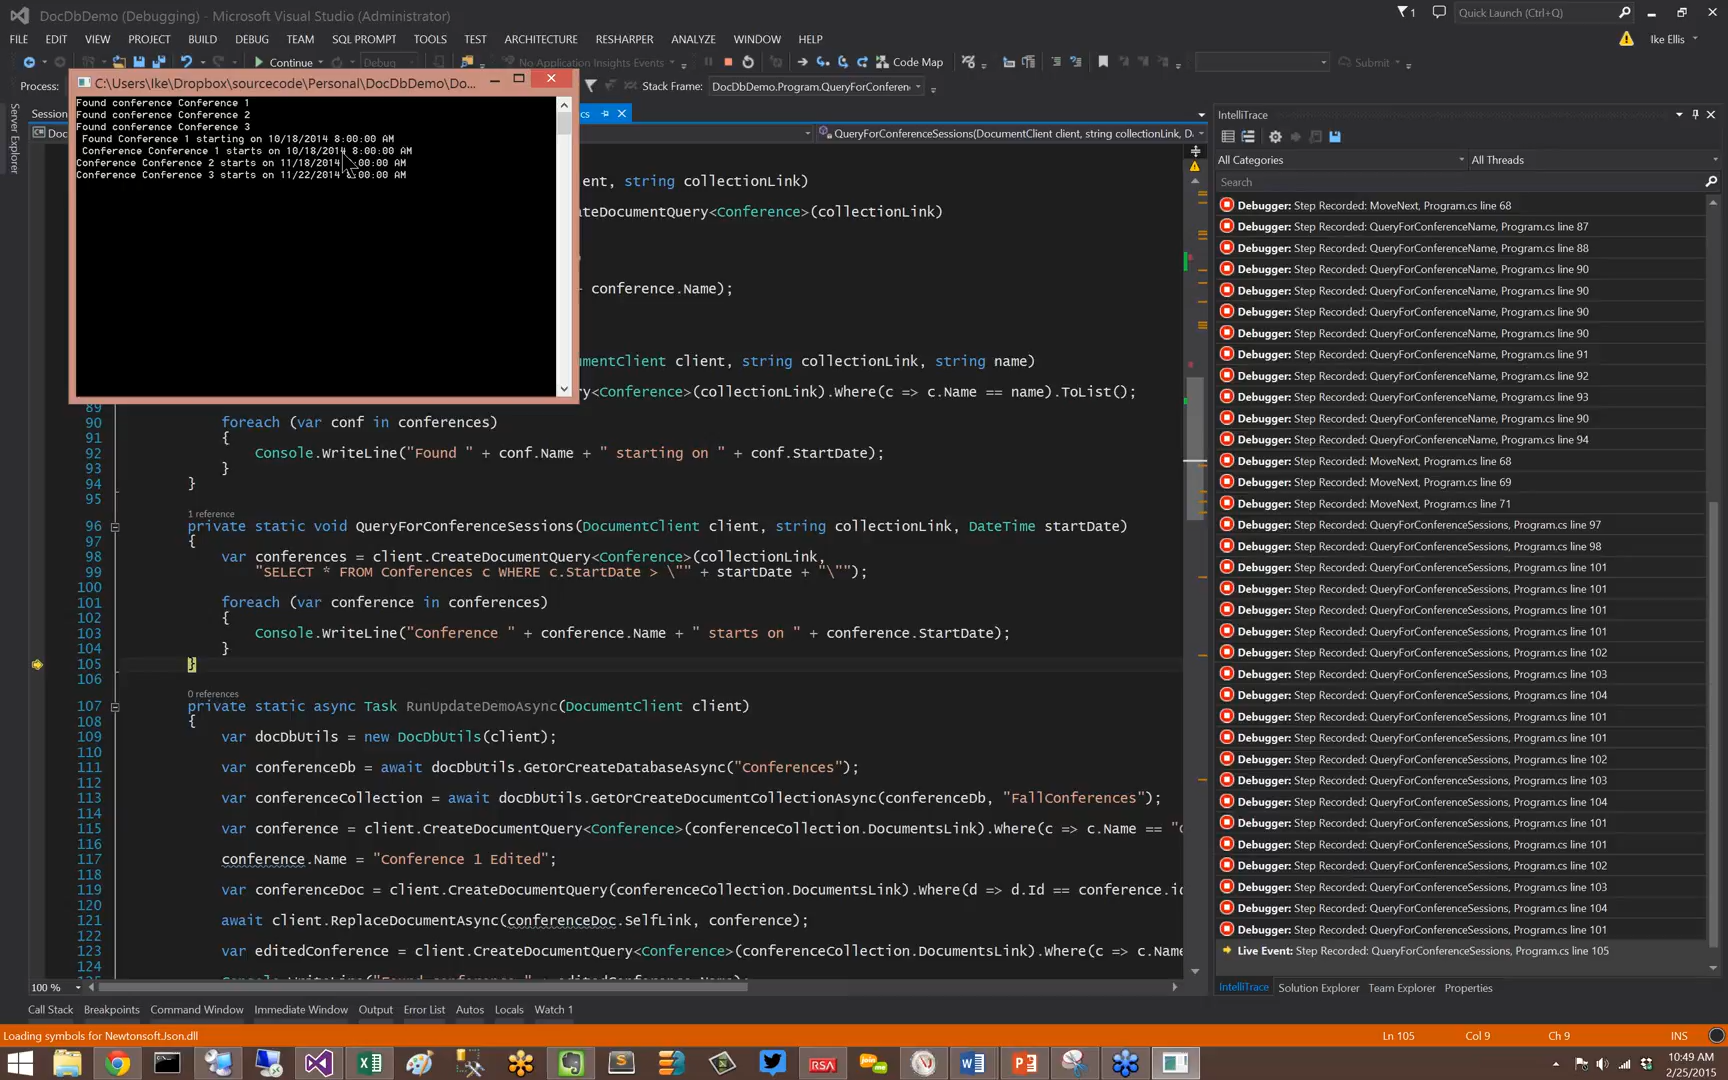 DocDbDemo (Debugging) - Microsoft Visual Studio (Administrator)
1
Quick Launch (Ctrl+Q)
FILE EDIT VIEW PROJECT BUILD DEBUG TEAM SQL PROMPT TOOLS TEST ARCHITECTURE RESHARPER ANALYZE WINDOW HELP
Ike Ellis
Continue
Debug
No Application Insights Events
Code Map
Submit
Process:
Stack Frame: DocDbDemo.Program.QueryForConferen
C:\Users\Ike\Dropbox\sourcecode\Personal\DocDbDemo\Do...
Found conference Conference 1
Found conference Conference 2
Found conference Conference 3
Found Conference 1 starting on 10/18/2014 8:00:00 AM
Conference Conference 1 starts on 10/18/2014 8:00:00 AM
Conference Conference 2 starts on 11/18/2014 :00:00 AM
Conference Conference 3 starts on 11/22/2014 :00:00 AM
Server Explorer
Session
cs
Doc
QueryForConferenceSessions(DocumentClient client, string collectionLink, Da
ent, string collectionLink)
teDocumentQuery<Conference>(collectionLink)
conference.Name);
umentClient client, string collectionLink, string name)
y<Conference>(collectionLink).Where(c => c.Name == name).ToList();
89
90 foreach (var conf in conferences)
91 {
92 Console.WriteLine("Found " + conf.Name + " starting on " + conf.StartDate);
93 }
94 }
95
1 reference
96 private static void QueryForConferenceSessions(DocumentClient client, string collectionLink, DateTime startDate)
97 {
98 var conferences = client.CreateDocumentQuery<Conference>(collectionLink,
99 "SELECT * FROM Conferences c WHERE c.StartDate > \"" + startDate + "\"");
100
101 foreach (var conference in conferences)
102 {
103 Console.WriteLine("Conference " + conference.Name + " starts on " + conference.StartDate);
104 }
105 }
106
0 references
107 private static async Task RunUpdateDemoAsync(DocumentClient client)
108 {
109 var docDbUtils = new DocDbUtils(client);
110
111 var conferenceDb = await docDbUtils.GetOrCreateDatabaseAsync("Conferences");
112
113 var conferenceCollection = await docDbUtils.GetOrCreateDocumentCollectionAsync(conferenceDb, "FallConferences");
114
115 var conference = client.CreateDocumentQuery<Conference>(conferenceCollection.DocumentsLink).Where(c => c.Name == "
116
117 conference.Name = "Conference 1 Edited";
118
119 var conferenceDoc = client.CreateDocumentQuery(conferenceCollection.DocumentsLink).Where(d => d.Id == conference.i
120
121 await client.ReplaceDocumentAsync(conferenceDoc.SelfLink, conference);
122
123 var editedConference = client.CreateDocumentQuery<Conference>(conferenceCollection.DocumentsLink).Where(c => c.Name
124
Console.WriteLine("Found conference " + editedConference.Name);
100 %
IntelliTrace
All Categories
All Threads
Search
Debugger: Step Recorded: MoveNext, Program.cs line 68
Debugger: Step Recorded: QueryForConferenceName, Program.cs line 87
Debugger: Step Recorded: QueryForConferenceName, Program.cs line 88
Debugger: Step Recorded: QueryForConferenceName, Program.cs line 90
Debugger: Step Recorded: QueryForConferenceName, Program.cs line 90
Debugger: Step Recorded: QueryForConferenceName, Program.cs line 90
Debugger: Step Recorded: QueryForConferenceName, Program.cs line 90
Debugger: Step Recorded: QueryForConferenceName, Program.cs line 91
Debugger: Step Recorded: QueryForConferenceName, Program.cs line 92
Debugger: Step Recorded: QueryForConferenceName, Program.cs line 93
Debugger: Step Recorded: QueryForConferenceName, Program.cs line 90
Debugger: Step Recorded: QueryForConferenceName, Program.cs line 94
Debugger: Step Recorded: MoveNext, Program.cs line 68
Debugger: Step Recorded: MoveNext, Program.cs line 69
Debugger: Step Recorded: MoveNext, Program.cs line 71
Debugger: Step Recorded: QueryForConferenceSessions, Program.cs line 97
Debugger: Step Recorded: QueryForConferenceSessions, Program.cs line 98
Debugger: Step Recorded: QueryForConferenceSessions, Program.cs line 101
Debugger: Step Recorded: QueryForConferenceSessions, Program.cs line 101
Debugger: Step Recorded: QueryForConferenceSessions, Program.cs line 101
Debugger: Step Recorded: QueryForConferenceSessions, Program.cs line 101
Debugger: Step Recorded: QueryForConferenceSessions, Program.cs line 102
Debugger: Step Recorded: QueryForConferenceSessions, Program.cs line 103
Debugger: Step Recorded: QueryForConferenceSessions, Program.cs line 104
Debugger: Step Recorded: QueryForConferenceSessions, Program.cs line 101
Debugger: Step Recorded: QueryForConferenceSessions, Program.cs line 101
Debugger: Step Recorded: QueryForConferenceSessions, Program.cs line 102
Debugger: Step Recorded: QueryForConferenceSessions, Program.cs line 103
Debugger: Step Recorded: QueryForConferenceSessions, Program.cs line 104
Debugger: Step Recorded: QueryForConferenceSessions, Program.cs line 101
Debugger: Step Recorded: QueryForConferenceSessions, Program.cs line 101
Debugger: Step Recorded: QueryForConferenceSessions, Program.cs line 102
Debugger: Step Recorded: QueryForConferenceSessions, Program.cs line 103
Debugger: Step Recorded: QueryForConferenceSessions, Program.cs line 104
Debugger: Step Recorded: QueryForConferenceSessions, Program.cs line 101
Live Event: Step Recorded: QueryForConferenceSessions, Program.cs line 105
IntelliTrace Solution Explorer Team Explorer Properties
Call Stack Breakpoints Command Window Immediate Window Output Error List Autos Locals Watch 1
Loading symbols for Newtonsoft.Json.dll
Ln 105 Col 9 Ch 9 INS
RSA
join.me
10:49 AM
2/25/2015